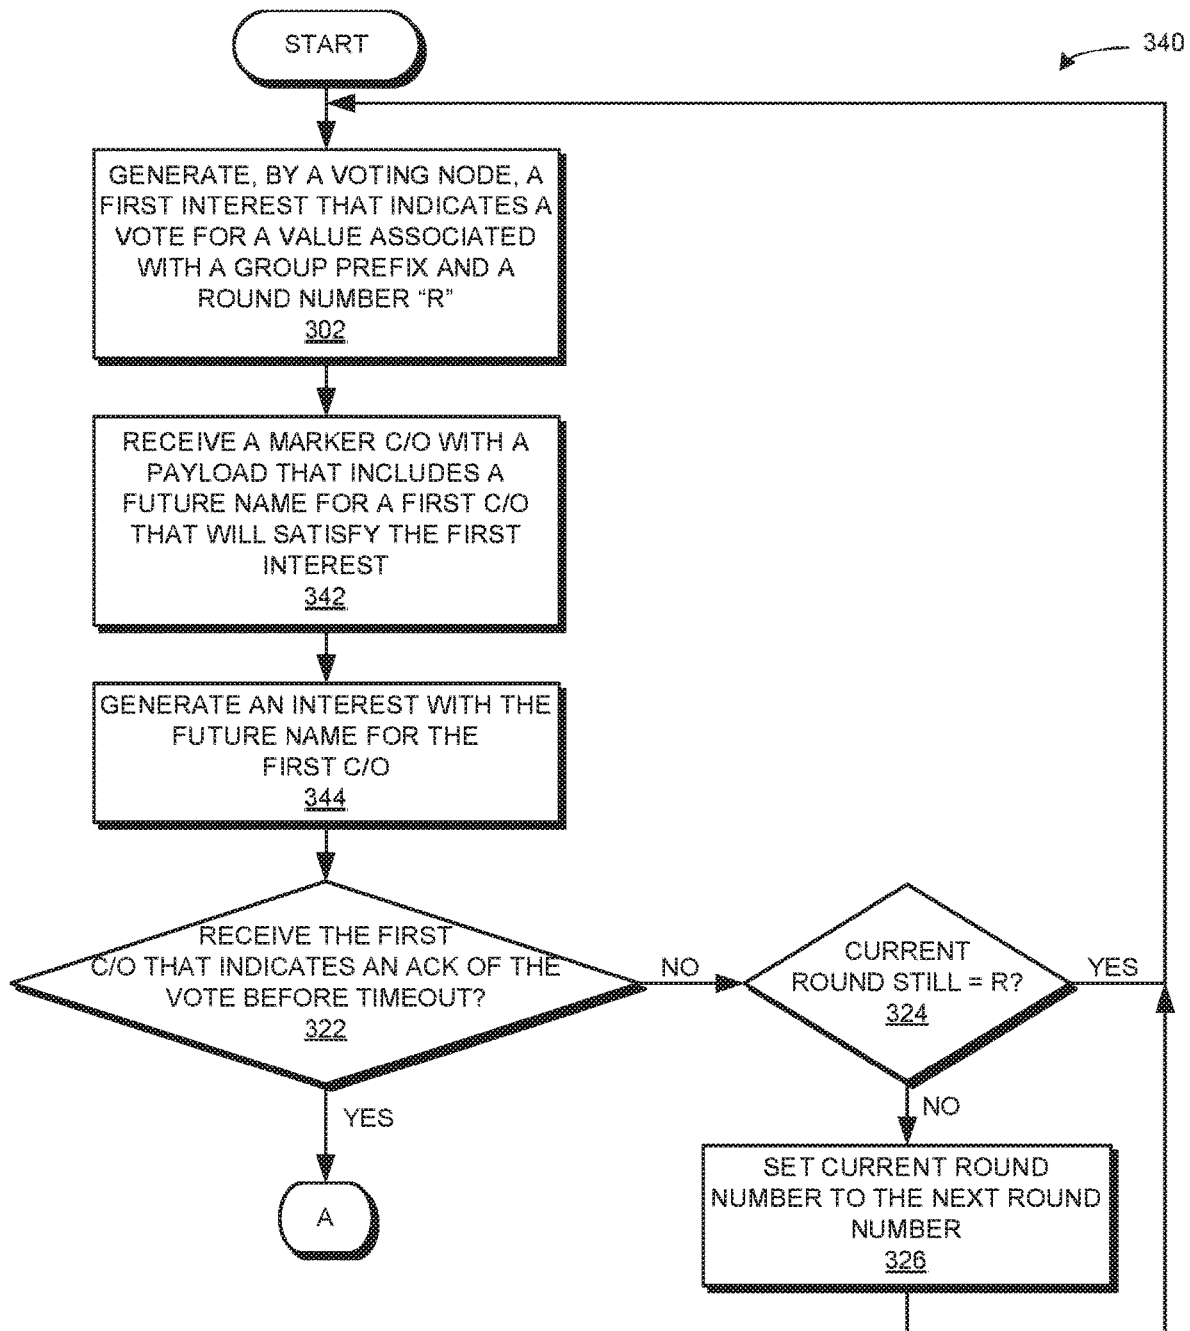 START
340
GENERATE, BY A VOTING NODE, A
FIRST INTEREST THAT INDICATES A
VOTE FOR A VALUE ASSOCIATED
WITH A GROUP PREFIX AND A
ROUND NUMBER “R”
302
RECEIVE A MARKER C/O WITH A
PAYLOAD THAT INCLUDES A
FUTURE NAME FOR A FIRST C/O
THAT WILL SATISFY THE FIRST
INTEREST
342
GENERATE AN INTEREST WITH THE
FUTURE NAME FOR THE
FIRST C/O
344
RECEIVE THE FIRST
C/O THAT INDICATES AN ACK OF THE
VOTE BEFORE TIMEOUT?
322
NO
CURRENT
ROUND STILL = R?
324
YES
YES
NO
A
SET CURRENT ROUND
NUMBER TO THE NEXT ROUND
NUMBER
326